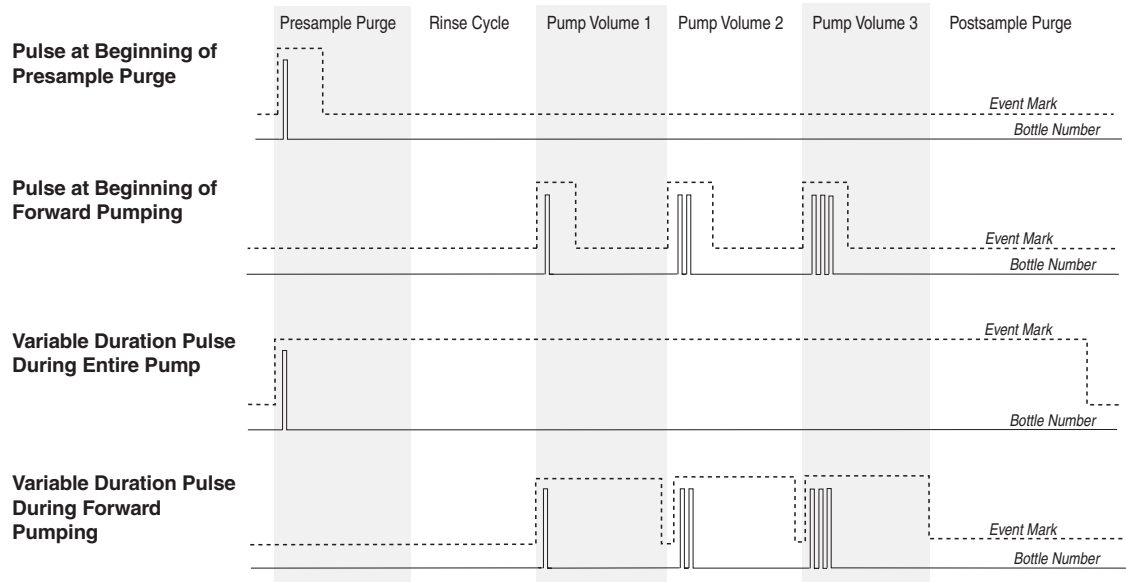 Presample Purge Rinse Cycle Pump Volume 1 Pump Volume 2 Pump Volume 3 Postsample Purge
Pulse at Beginning of
Presample Purge
Event Mark
Bottle Number
Pulse at Beginning of
Forward Pumping
Event Mark
Bottle Number
Variable Duration Pulse
During Entire Pump
Event Mark
Bottle Number
Variable Duration Pulse
During Forward
Pumping
Event Mark
Bottle Number